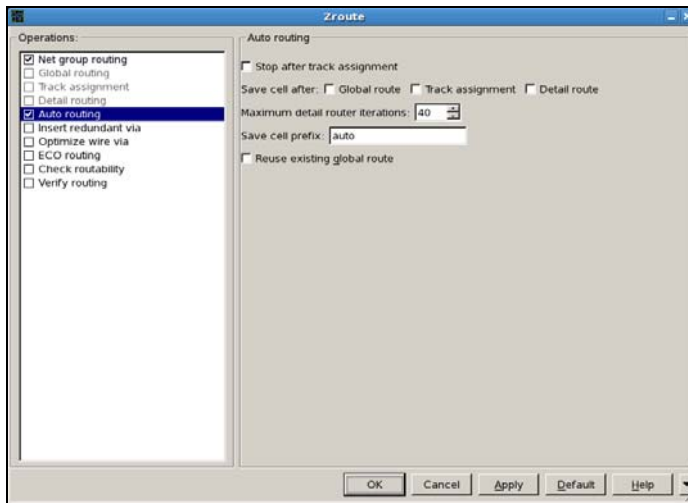 Zroute
Operations:
Net group routing
Global routing
Track assignment
Detail routing
Auto routing
Insert redundant via
Optimize wire via
ECO routing
Check routability
Verify routing
Auto routing
Stop after track assignment
Save cell after: Global route Track assignment Detail route
Maximum detail router iterations: 40
Save cell prefix: auto
Reuse existing global route
OK Cancel Apply Default Help